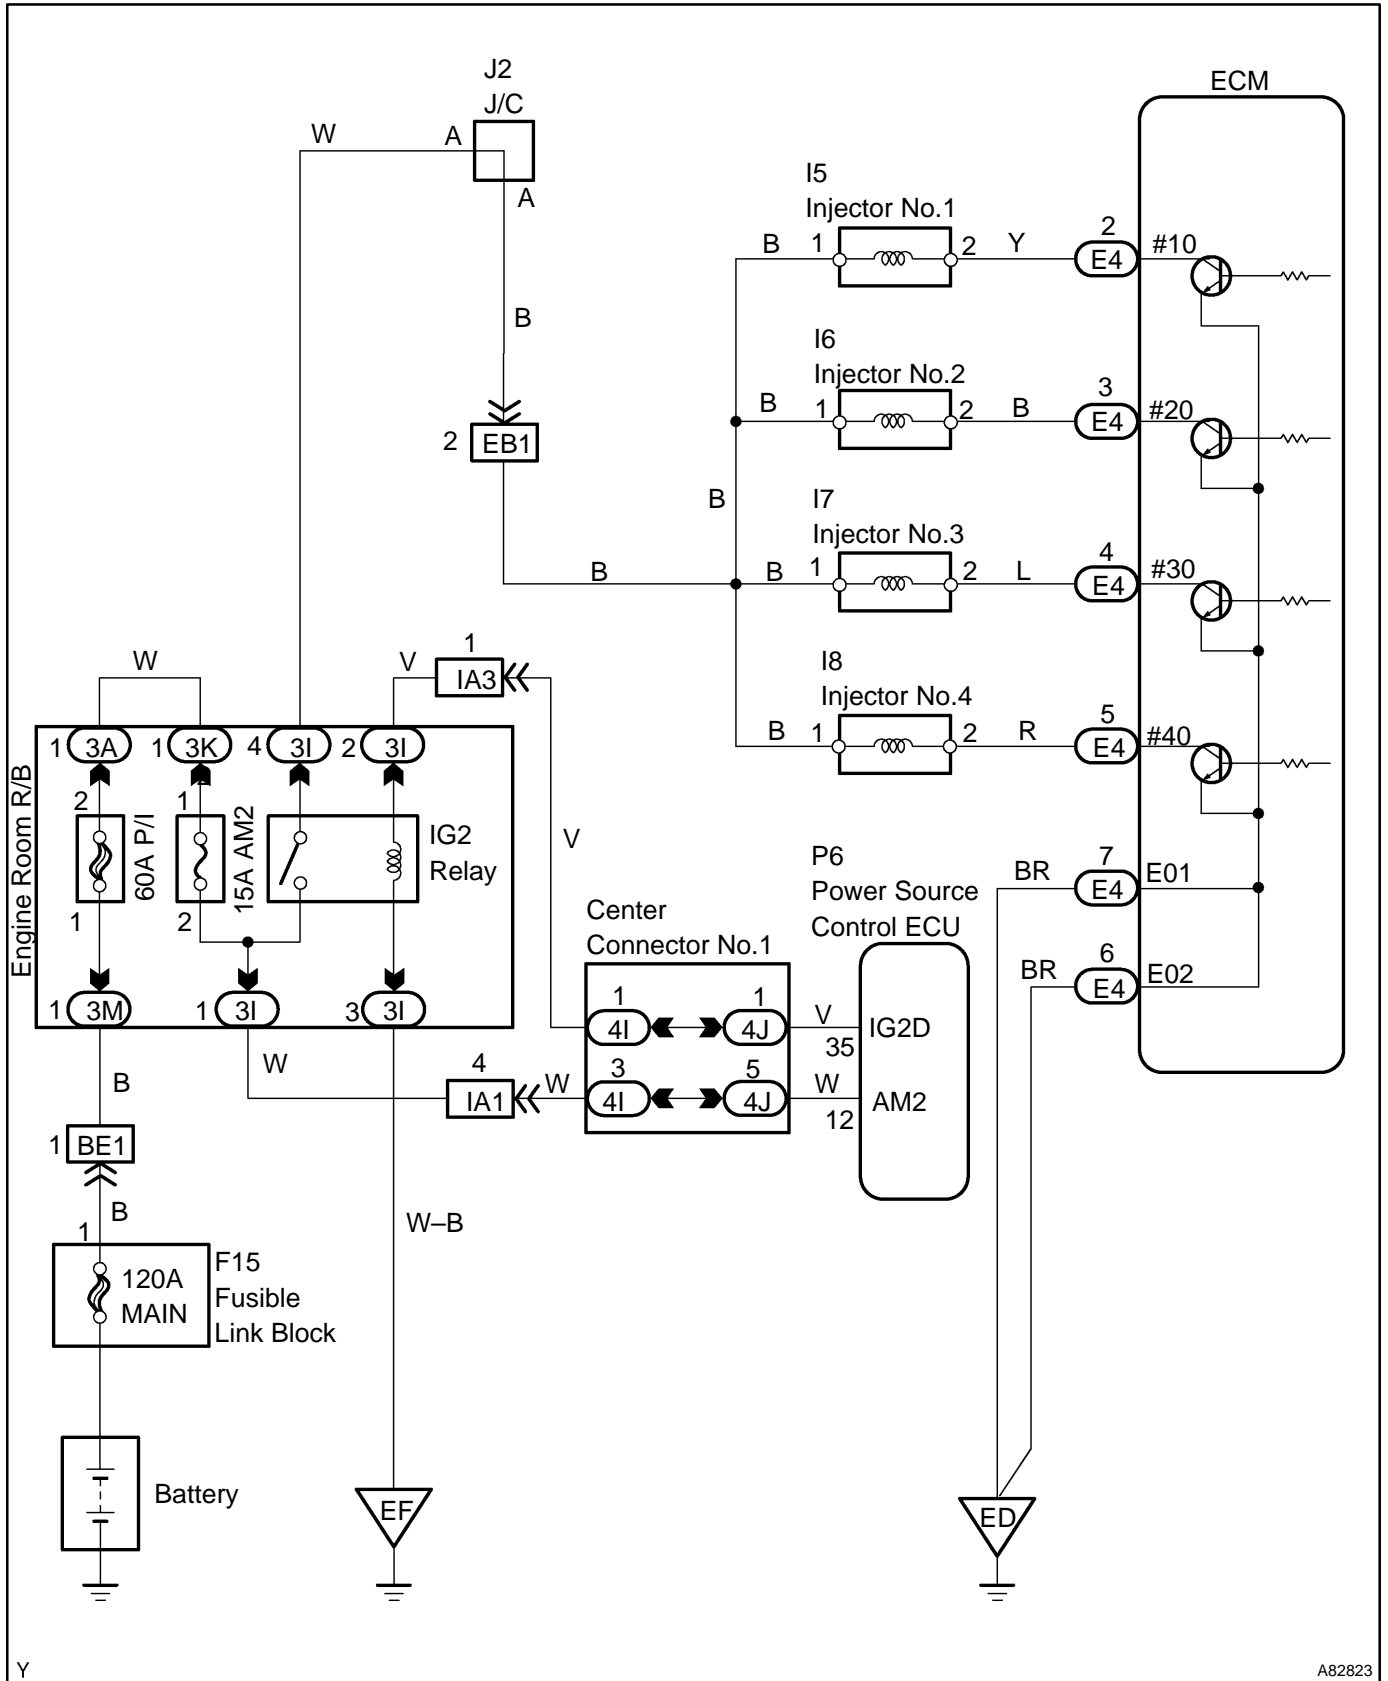 J2
J/C
ECM
W
A
A
I5
Injector No.1
B
1
2
Y
2
E4
#10
B
I6
Injector No.2
B
1
2
B
3
E4
#20
2
EB1
B
I7
Injector No.3
B
B
1
2
L
4
E4
#30
W
V
1
IA3
I8
Injector No.4
B
1
2
R
5
E4
#40
Engine Room R/B
1
3A
1
3K
4
3I
2
3I
2
60A P/I
1
1
15A AM2
2
IG2
Relay
V
1
3M
1
3I
3
3I
P6
Power Source
Control ECU
Center
Connector No.1
BR
7
E4
E01
BR
6
E4
E02
1
4I
1
4J
V
35
IG2D
W
4
IA1
W
3
4I
5
4J
W
12
AM2
B
1
BE1
B
1
120A
MAIN
F15
Fusible
Link Block
W–B
Battery
EF
ED
Y
A82823